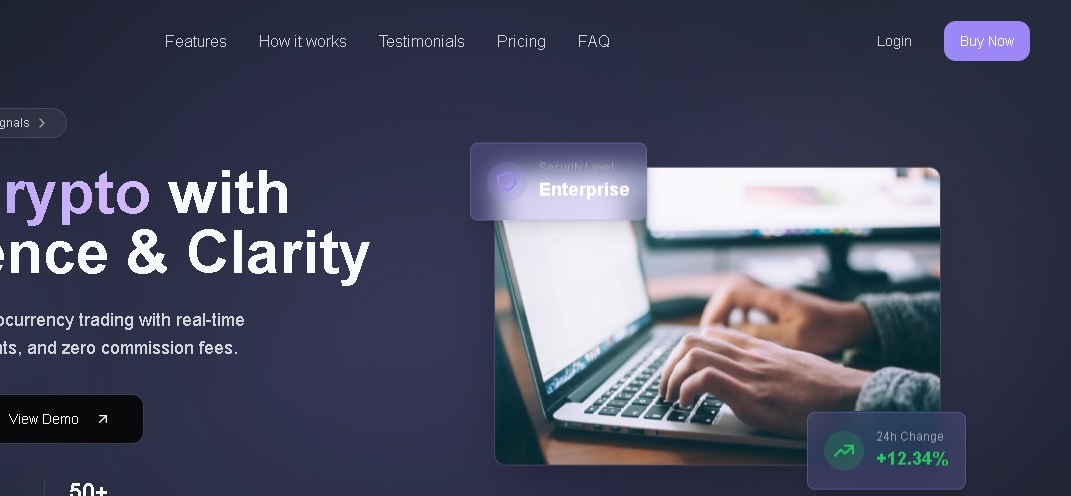 Features How it works Testimonials Pricing FAQ Login Buy Now
gnals
rypto with
ence & Clarity
ocurrency trading with real-time
nts, and zero commission fees.
View Demo
50+
Security Level
Enterprise
24h Change
+12.34%